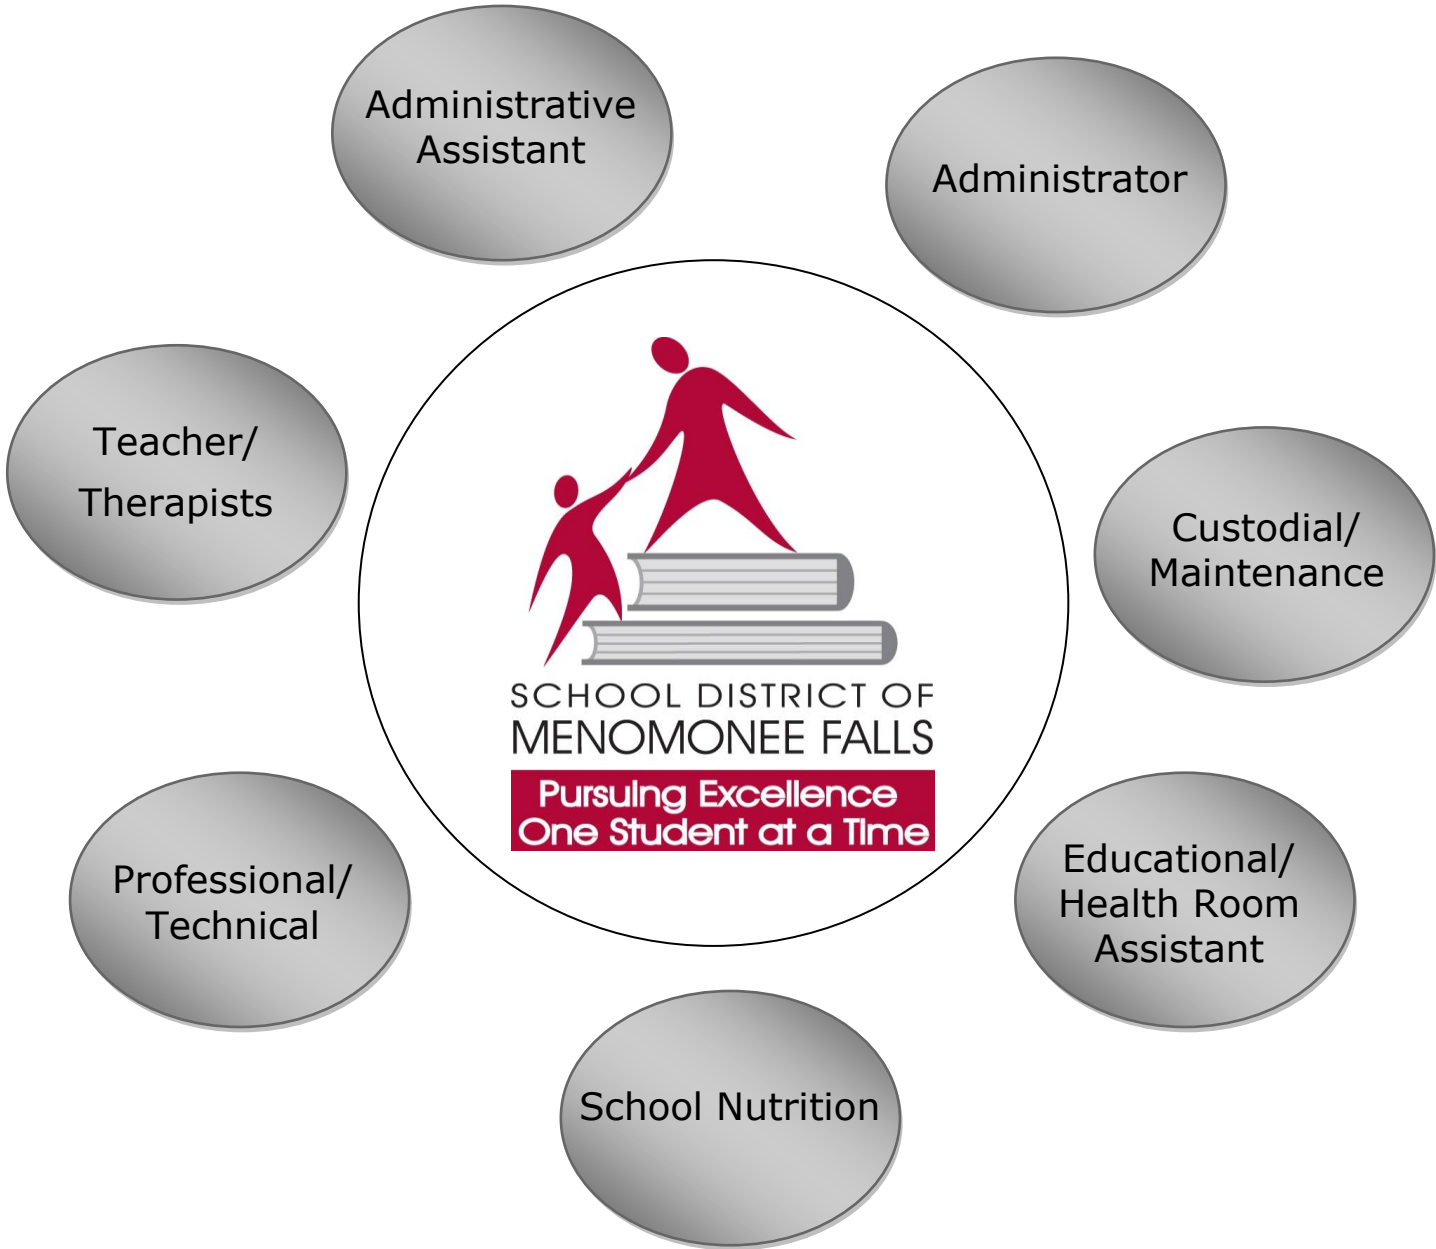 Administrative
Assistant
Administrator
Teacher/
Therapists
Custodial/
Maintenance
SCHOOL DISTRICT OF
MENOMONEE FALLS
Pursuing Excellence
One Student at a Time
Professional/
Technical
Educational/
Health Room
Assistant
School Nutrition